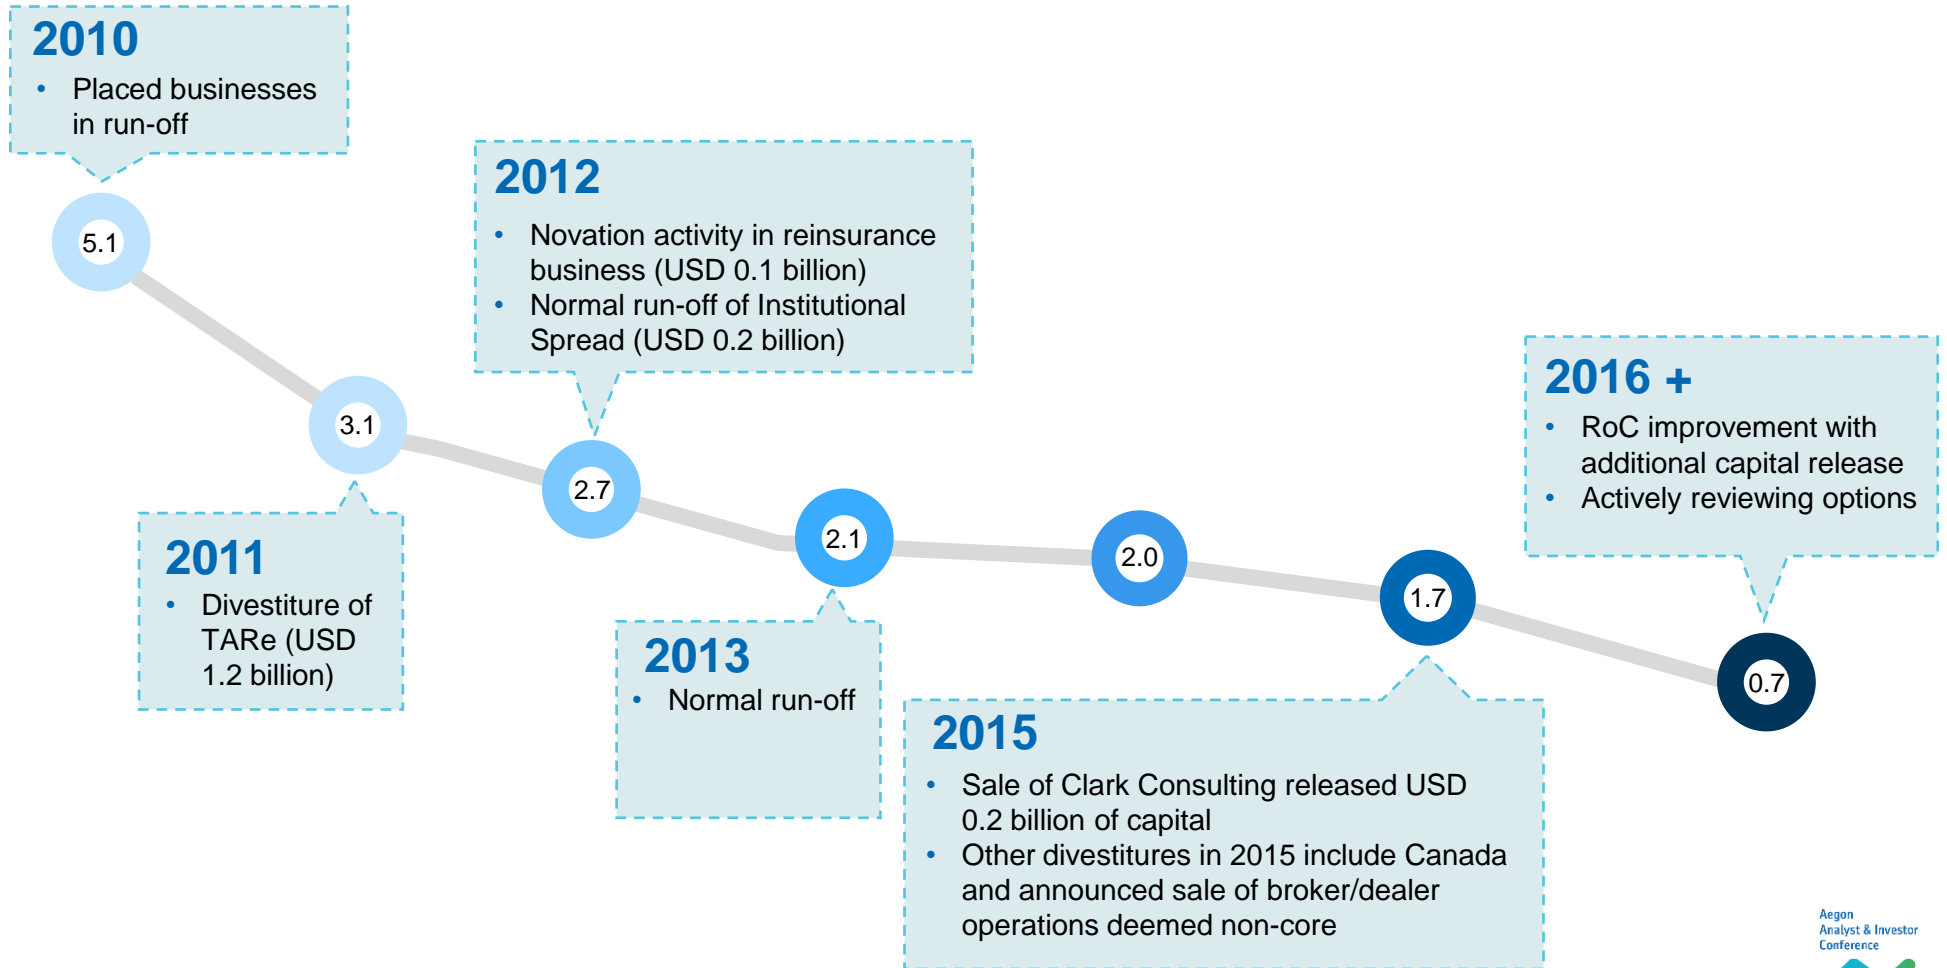 2010
• Placed businesses
in run-off
5.1
3.1
2011
• Divestiture of
TARe (USD
1.2 billion)
2012
• Novation activity in reinsurance
business (USD 0.1 billion)
• Normal run-off of Institutional
Spread (USD 0.2 billion)
2.7
2.1
2013
• Normal run-off
2.0
1.7
2015
• Sale of Clark Consulting released USD
0.2 billion of capital
• Other divestitures in 2015 include Canada
and announced sale of broker/dealer
operations deemed non-core
2016 +
• RoC improvement with
additional capital release
• Actively reviewing options
0.7
Aegon
Analyst & Investor
Conference